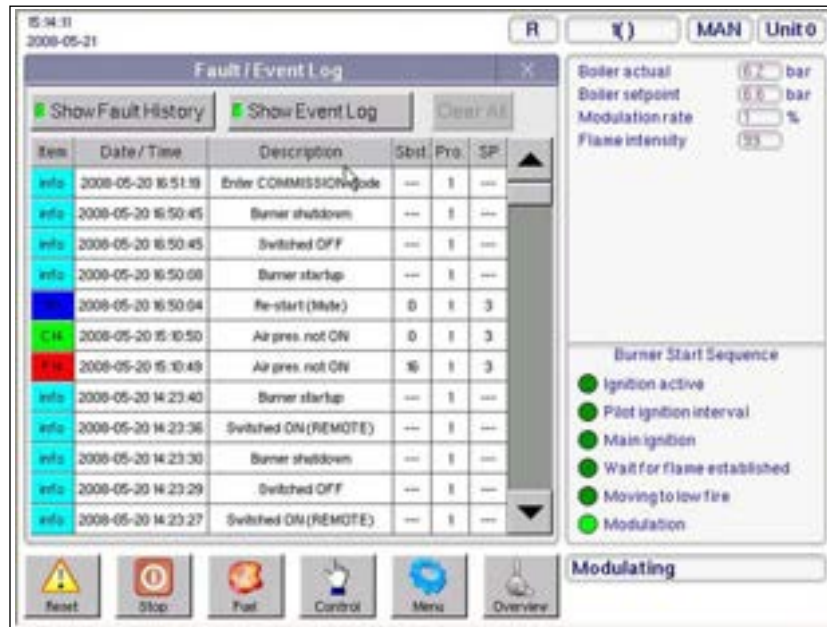 15:14:11
2008-05-21
R
1()
MAN
Unit 0
Fault / Event Log
X
Show Fault History
Show Event Log
Clear All
Item Date / Time Description Sbst. Pro. SP
info 2008-05-20 16:51:19 Enter COMMISSION mode --- 1 ---
info 2008-05-20 16:50:45 Burner shutdown --- 1 ---
info 2008-05-20 16:50:45 Switched OFF --- 1 ---
info 2008-05-20 16:50:08 Burner startup --- 1 ---
2008-05-20 16:50:04 Re-start (Mute) 0 1 3
2008-05-20 15:10:50 Air pres. not ON 0 1 3
2008-05-20 15:10:49 Air pres. not ON 16 1 3
info 2008-05-20 14:23:40 Burner startup --- 1 ---
info 2008-05-20 14:23:36 Switched ON (REMOTE) --- 1 ---
info 2008-05-20 14:23:30 Burner shutdown --- 1 ---
info 2008-05-20 14:23:29 Switched OFF --- 1 ---
info 2008-05-20 14:23:27 Switched ON (REMOTE) --- 1 ---
Boiler actual 6.2 bar
Boiler setpoint 6.6 bar
Modulation rate 1 %
Flame intensity 99
Burner Start Sequence
Ignition active
Pilot ignition interval
Main ignition
Wait for flame established
Moving to low fire
Modulation
Modulating
Reset
Stop
Fuel
Control
Menu
Overview